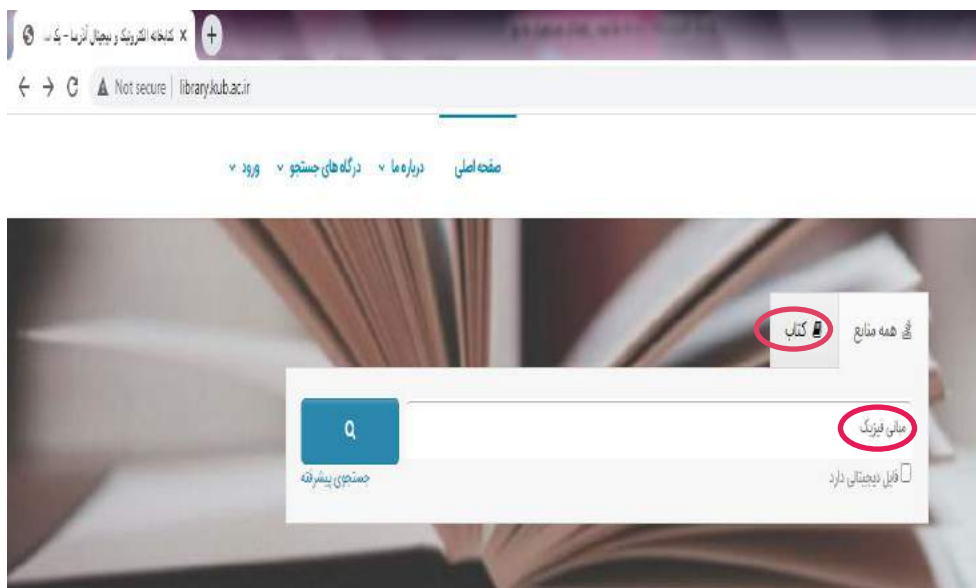 کتابخانه الکترونیک و دیجیتال آذرسا - یک سا
Not secure | library.kub.ac.ir
صفحه اصلی درباره ما درگاه های جستجو ورود
همه منابع کتاب
مبانی فیزیک
فایل دیجیتالی دارد
جستجوی پیشرفته